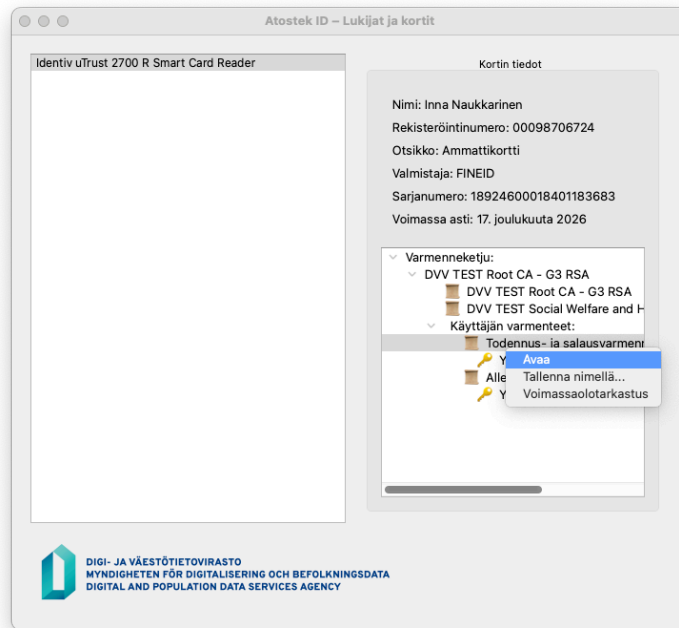 Atostek ID – Lukijat ja kortit
Identiv uTrust 2700 R Smart Card Reader
Kortin tiedot
Nimi: Inna Naukkarinen
Rekisteröintinumero: 00098706724
Otsikko: Ammattikortti
Valmistaja: FINEID
Sarjanumero: 18924600018401183683
Voimassa asti: 17. joulukuuta 2026
Varmenneketju:
DVV TEST Root CA - G3 RSA
DVV TEST Root CA - G3 RSA
DVV TEST Social Welfare and H
Käyttäjän varmenteet:
Todennus- ja salausvarmenn
Y
Alle
Y
Avaa
Tallenna nimellä...
Voimassaolotarkastus
DIGI- JA VÄESTÖTIETOVIRASTO
MYNDIGHETEN FÖR DIGITALISERING OCH BEFOLKNINGSDATA
DIGITAL AND POPULATION DATA SERVICES AGENCY